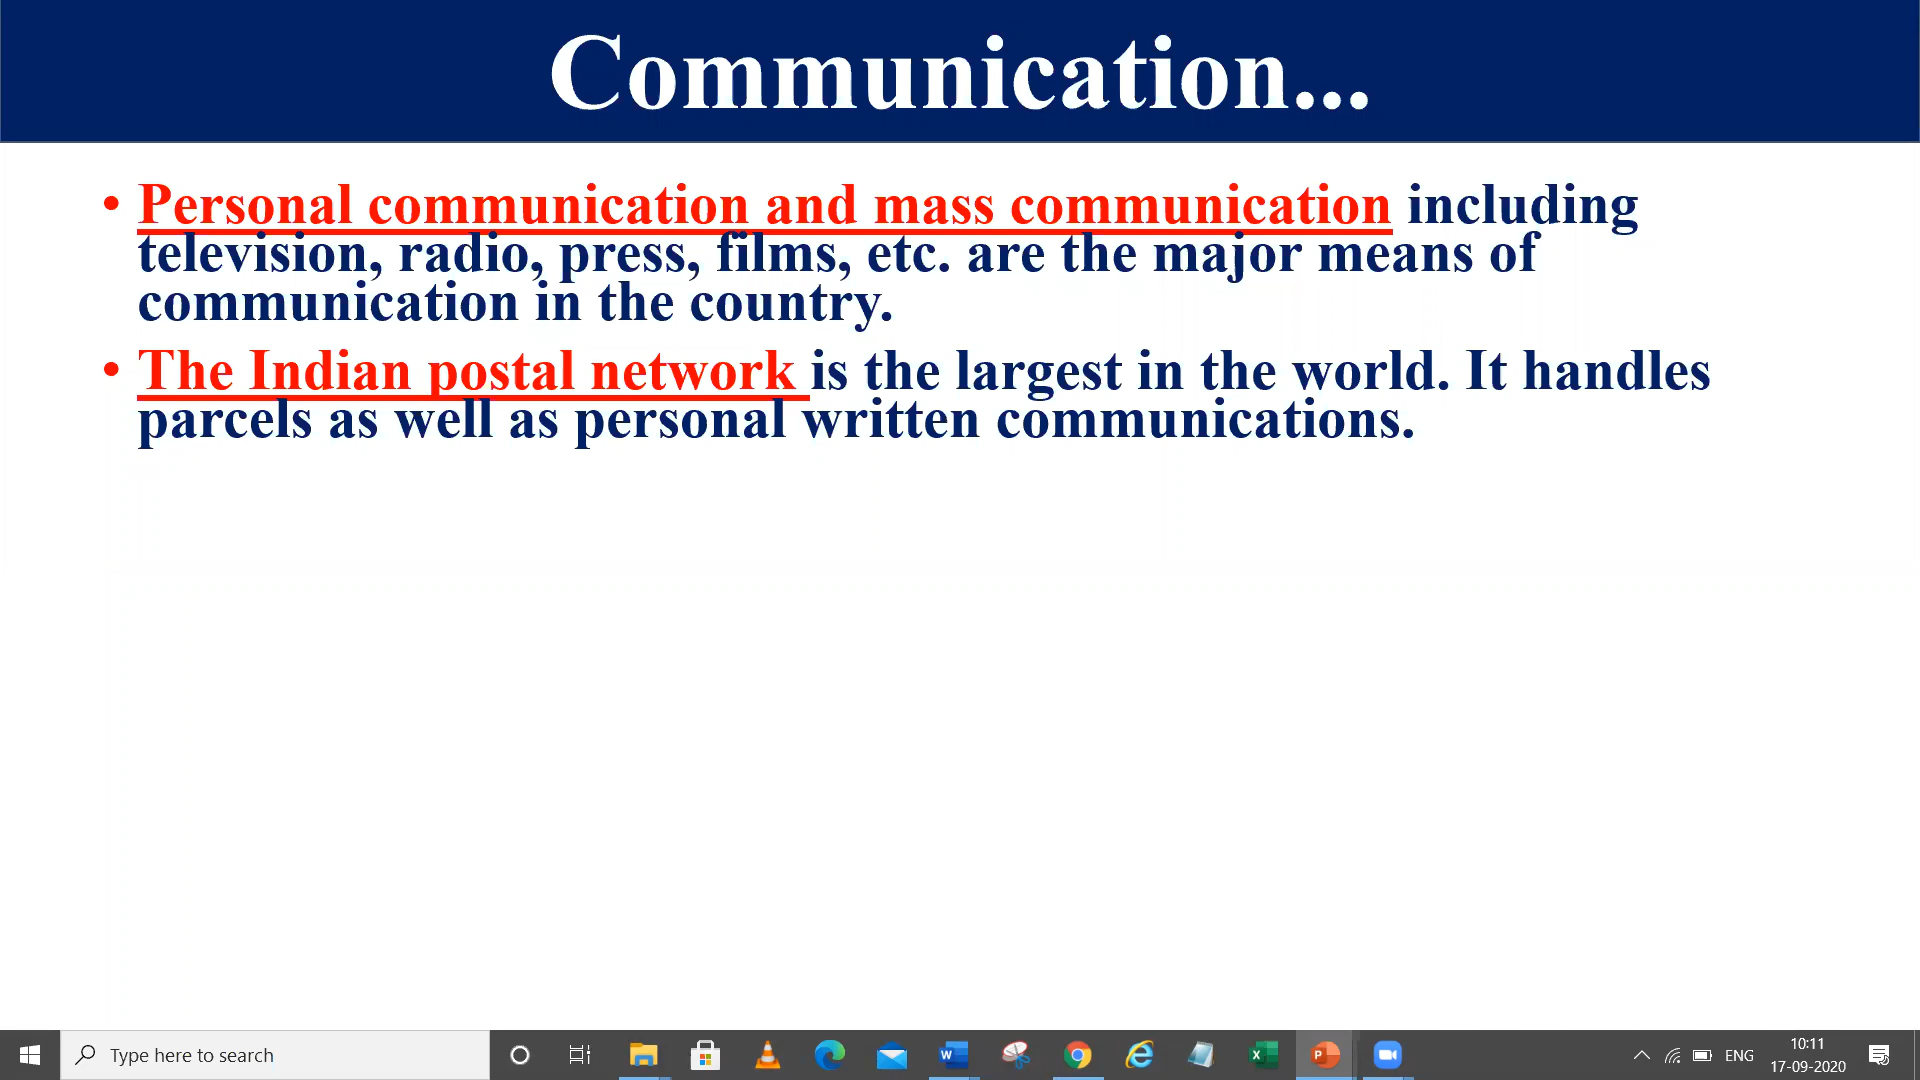 Communication...
• Personal communication and mass communication including
television, radio, press, films, etc. are the major means of
communication in the country.
• The Indian postal network is the largest in the world. It handles
parcels as well as personal written communications.
Type here to search
ENG
10:11
17-09-2020